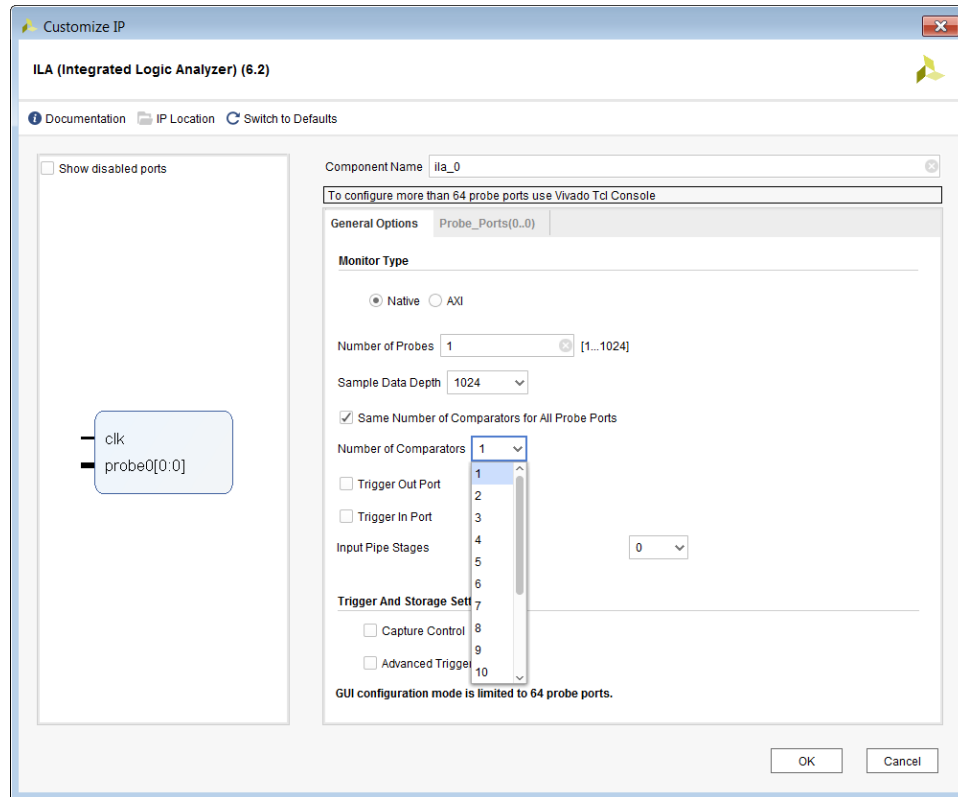 Customize IP
ILA (Integrated Logic Analyzer) (6.2)
Documentation IP Location Switch to Defaults
Show disabled ports
clk
probe0[0:0]
Component Name ila_0
To configure more than 64 probe ports use Vivado Tcl Console
General Options Probe_Ports(0..0)
Monitor Type
Native AXI
Number of Probes 1 [1...1024]
Sample Data Depth 1024
Same Number of Comparators for All Probe Ports
Number of Comparators 1
1
2
3
4
5
6
7
8
9
10
Trigger Out Port
Trigger In Port
Input Pipe Stages 0
Trigger And Storage
Capture Control
Advanced Trigger
GUI configuration mode is limited to 64 probe ports.
OK Cancel